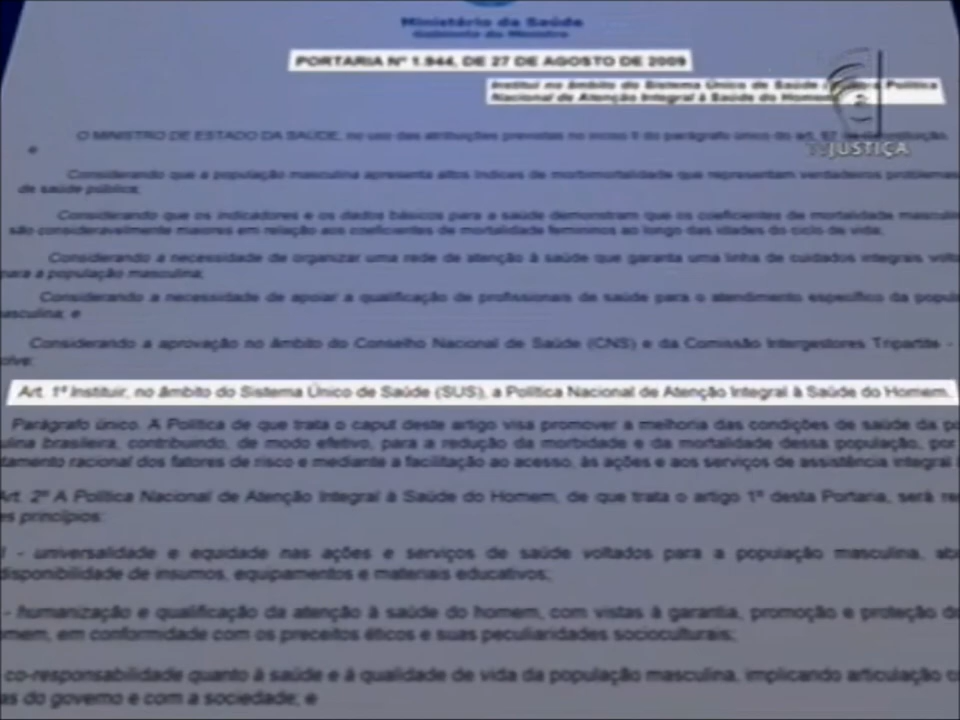 Ministério da Saúde
Gabinete do Ministro
PORTARIA Nº 1.944, DE 27 DE AGOSTO DE 2009
Institui no âmbito do Sistema Único de Saúde a Política
Nacional de Atenção Integral à Saúde do Homem
TV JUSTIÇA
O MINISTRO DE ESTADO DA SAÚDE, no uso das atribuições previstas no inciso II do parágrafo único do art. 87 da Constituição,
e
Considerando que a população masculina apresenta altos índices de morbimortalidade que representam verdadeiros problemas
de saúde pública;
Considerando que os indicadores e os dados básicos para a saúde demonstram que os coeficientes de mortalidade masculin
são consideravelmente maiores em relação aos coeficientes de mortalidade femininos ao longo das idades do ciclo de vida;
Considerando a necessidade de organizar uma rede de atenção à saúde que garanta uma linha de cuidados integrais volta
para a população masculina;
Considerando a necessidade de apoiar a qualificação de profissionais de saúde para o atendimento específico da popula
asculina; e
Considerando a aprovação no âmbito do Conselho Nacional de Saúde (CNS) e da Comissão Intergestores Tripartite -
olve:
Art. 1º Instituir, no âmbito do Sistema Único de Saúde (SUS), a Política Nacional de Atenção Integral à Saúde do Homem.
Parágrafo único. A Política de que trata o caput deste artigo visa promover a melhoria das condições de saúde da po
ulina brasileira, contribuindo, de modo efetivo, para a redução da morbidade e da mortalidade dessa população, por
tamento racional dos fatores de risco e mediante a facilitação ao acesso, às ações e aos serviços de assistência integral
Art. 2º A Política Nacional de Atenção Integral à Saúde do Homem, de que trata o artigo 1º desta Portaria, será re
es princípios:
I - universalidade e equidade nas ações e serviços de saúde voltados para a população masculina, ab
disponibilidade de insumos, equipamentos e materiais educativos;
- humanização e qualificação da atenção à saúde do homem, com vistas à garantia, promoção e proteção do
omem, em conformidade com os preceitos éticos e suas peculiaridades socioculturais;
co-responsabilidade quanto à saúde e à qualidade de vida da população masculina, implicando articulação c
as do governo e com a sociedade; e